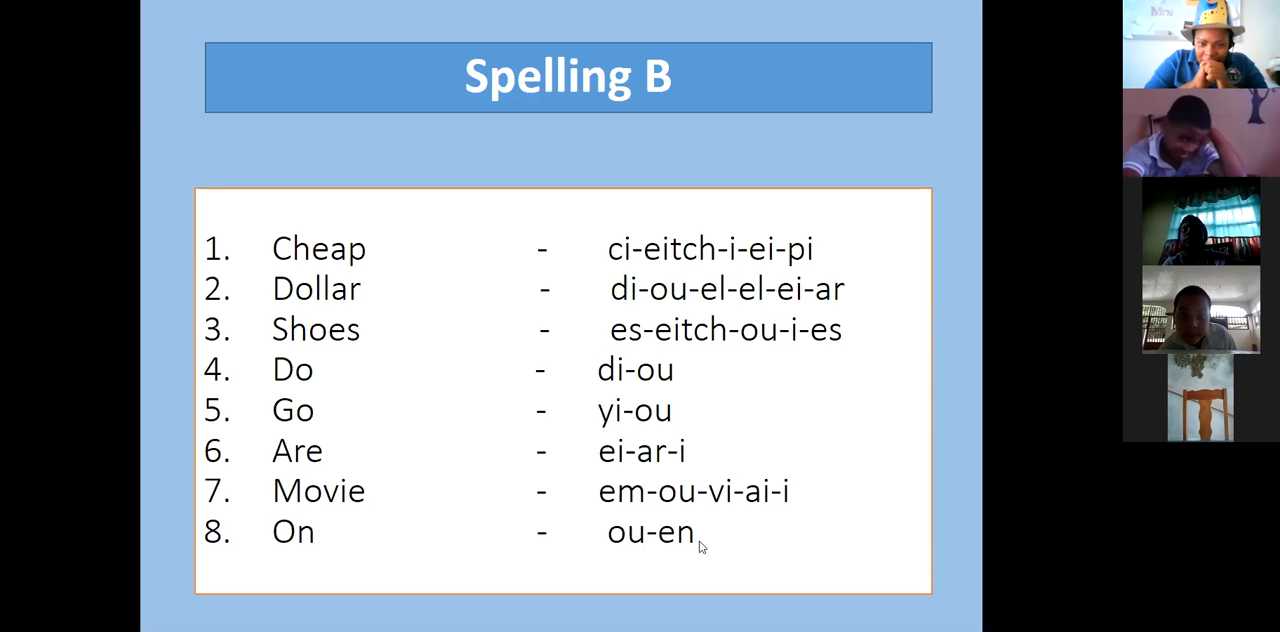 Spelling B
1. Cheap - ci-eitch-i-ei-pi
2. Dollar - di-ou-el-el-ei-ar
3. Shoes - es-eitch-ou-i-es
4. Do - di-ou
5. Go - yi-ou
6. Are - ei-ar-i
7. Movie - em-ou-vi-ai-i
8. On - ou-en
Mrs